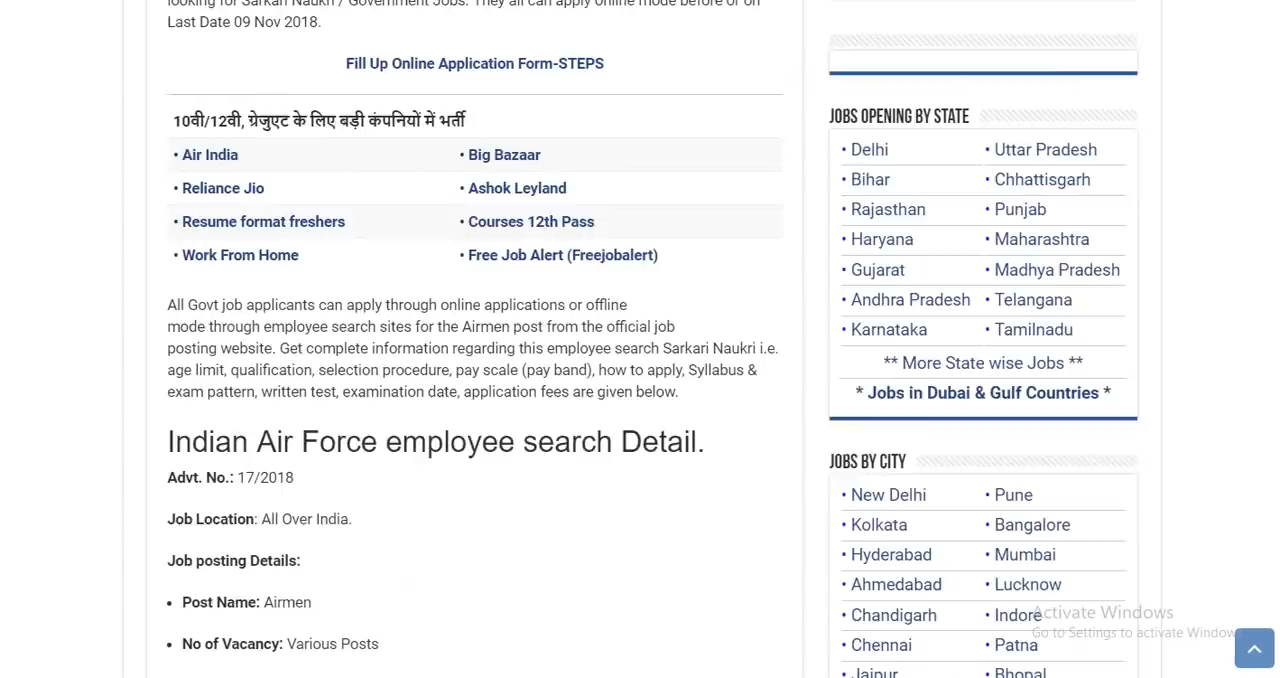 looking for Sarkari Naukri / Government Jobs. They all can apply online mode before or on
Last Date 09 Nov 2018.
Fill Up Online Application Form-STEPS
10वी/12वी, ग्रेजुएट के लिए बड़ी कंपनियों में भर्ती
• Air India • Big Bazaar
• Reliance Jio • Ashok Leyland
• Resume format freshers • Courses 12th Pass
• Work From Home • Free Job Alert (Freejobalert)
All Govt job applicants can apply through online applications or offline
mode through employee search sites for the Airmen post from the official job
posting website. Get complete information regarding this employee search Sarkari Naukri i.e.
age limit, qualification, selection procedure, pay scale (pay band), how to apply, Syllabus &
exam pattern, written test, examination date, application fees are given below.
Indian Air Force employee search Detail.
Advt. No.: 17/2018
Job Location: All Over India.
Job posting Details:
• Post Name: Airmen
• No of Vacancy: Various Posts
JOBS OPENING BY STATE
• Delhi • Uttar Pradesh
• Bihar • Chhattisgarh
• Rajasthan • Punjab
• Haryana • Maharashtra
• Gujarat • Madhya Pradesh
• Andhra Pradesh • Telangana
• Karnataka • Tamilnadu
** More State wise Jobs **
* Jobs in Dubai & Gulf Countries *
JOBS BY CITY
• New Delhi • Pune
• Kolkata • Bangalore
• Hyderabad • Mumbai
• Ahmedabad • Lucknow
• Chandigarh • Indore
• Chennai • Patna
• Jaipur • Bhopal
Activate Windows
Go to Settings to activate Windows